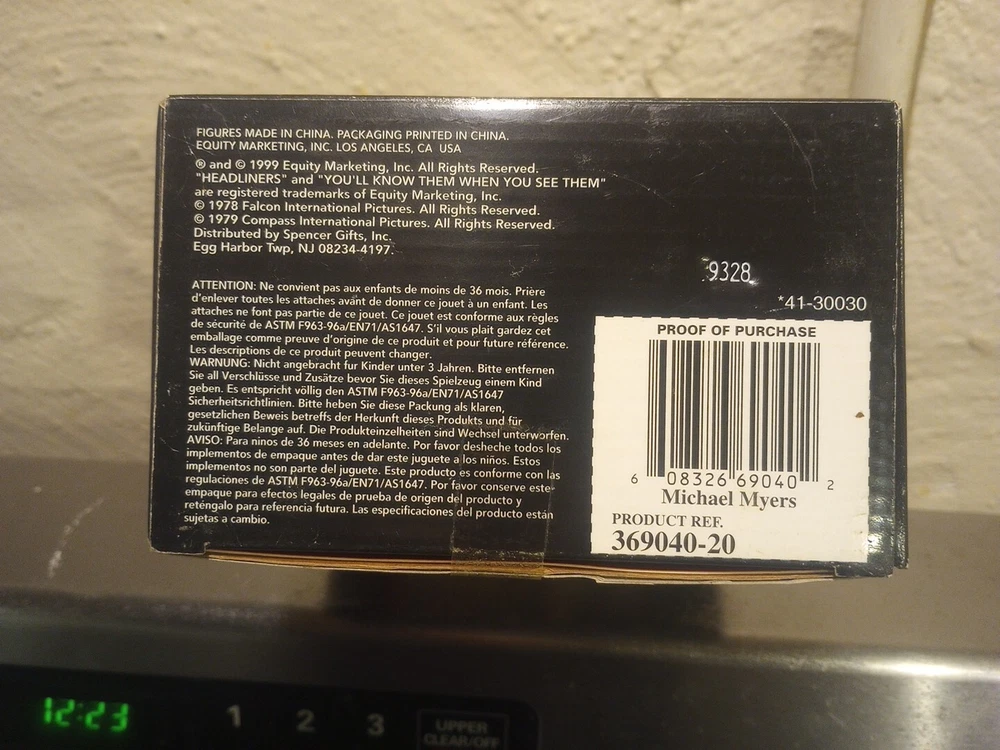 FIGURES MADE IN CHINA. PACKAGING PRINTED IN CHINA.
EQUITY MARKETING, INC. LOS ANGELES, CA USA
® and © 1999 Equity Marketing, Inc. All Rights Reserved.
"HEADLINERS" and "YOU'LL KNOW THEM WHEN YOU SEE THEM"
are registered trademarks of Equity Marketing, Inc.
© 1978 Falcon International Pictures. All Rights Reserved.
© 1979 Compass International Pictures. All Rights Reserved.
Distributed by Spencer Gifts, Inc.
Egg Harbor Twp, NJ 08234-4197.
ATTENTION: Ne convient pas aux enfants de moins de 36 mois. Prière
d'enlever toutes les attaches avant de donner ce jouet à un enfant. Les
attaches ne font pas partie de ce jouet. Ce jouet est conforme aux règles
de sécurité de ASTM F963-96a/EN71/AS1647. S'il vous plait gardez cet
emballage comme preuve d'origine de ce produit et pour future référence.
Les descriptions de ce produit peuvent changer.
WARNUNG: Nicht angebracht fur Kinder unter 3 Jahren. Bitte entfernen
Sie all Verschlüsse und Zusätze bevor Sie dieses Spielzeug einem Kind
geben. Es entspricht völlig den ASTM F963-96a/EN71/AS1647
Sicherheitsrichtlinien. Bitte heben Sie diese Packung als klaren,
gesetzlichen Beweis betreffs der Herkunft dieses Produkts und für
zukünftige Belange auf. Die Produkteinzelheiten sind Wechsel unterworfen.
AVISO: Para ninos de 36 meses en adelante. Por favor desheche todos los
implementos de empaque antes de dar este juguete a los niños. Estos
implementos no son parte del juguete. Este producto es conforme con las
regulaciones de ASTM F963-96a/EN71/AS1647. Por favor conserve este
empaque para efectos legales de prueba de origen del producto y
reténgalo para referencia futura. Las especificaciones del producto están
sujetas a cambio.
9328
*41-30030
PROOF OF PURCHASE
6 08326 69040 2
Michael Myers
PRODUCT REF.
369040-20
12:23
1 2 3
UPPER
CLEAR/OFF